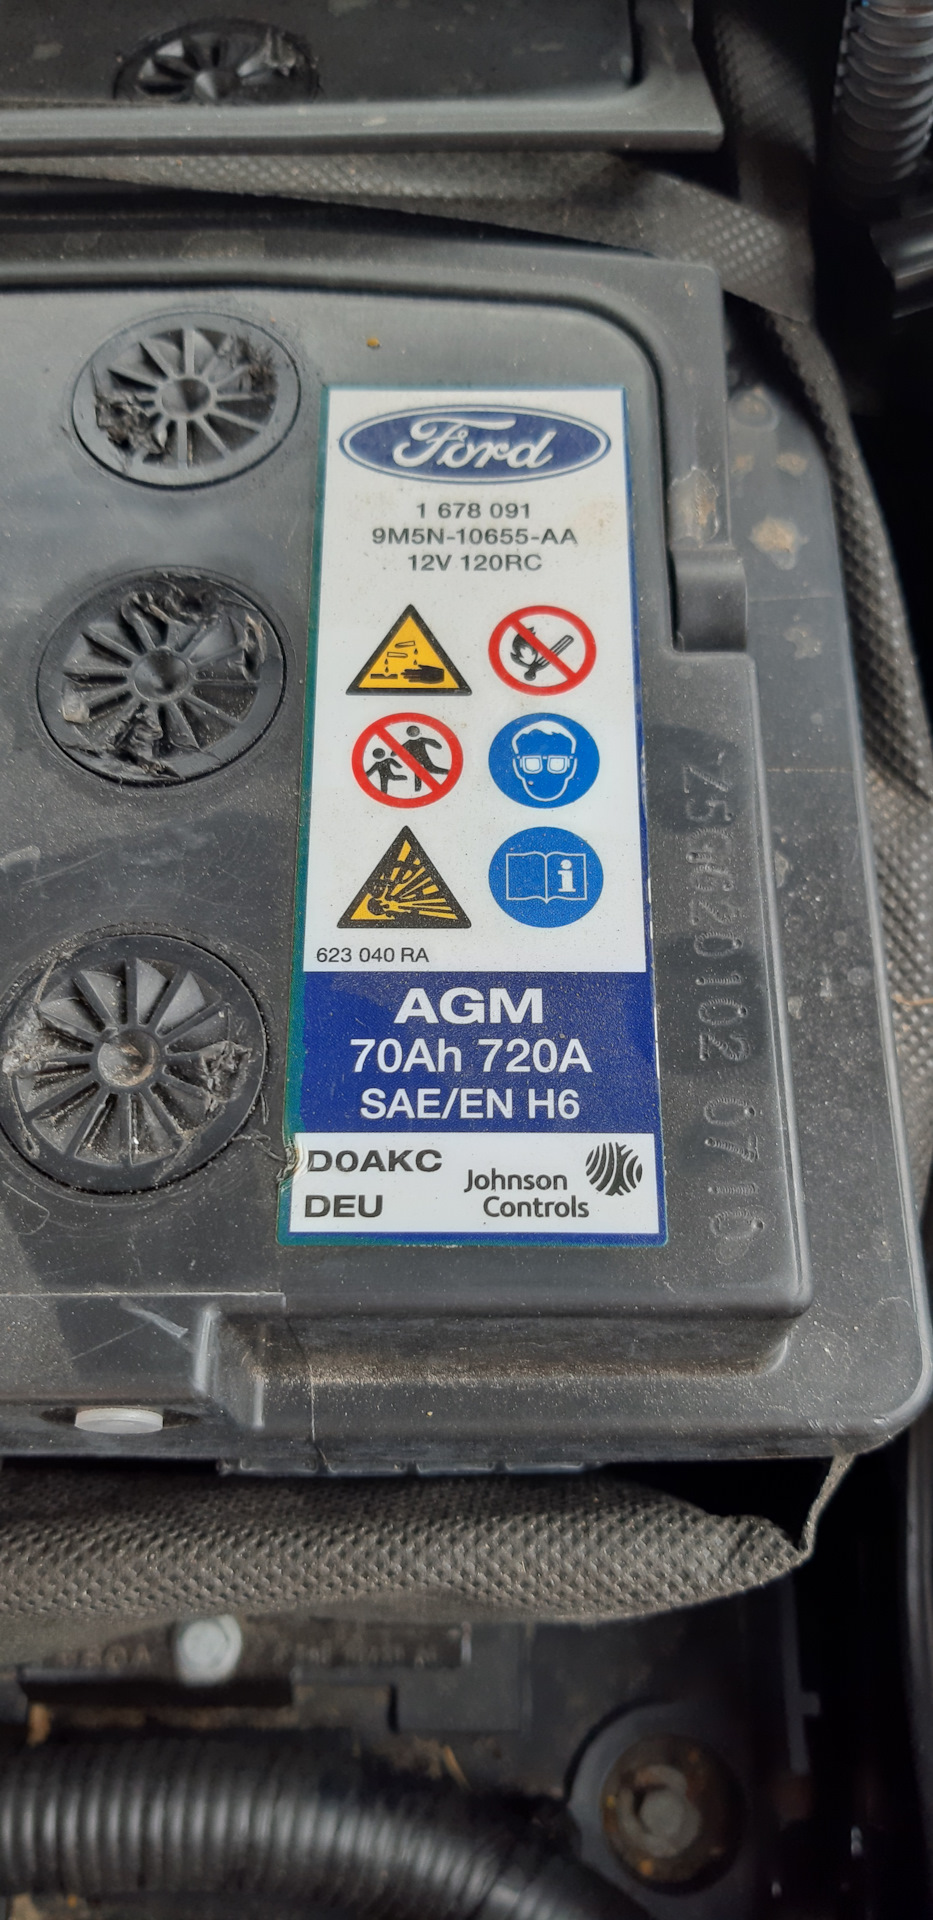 Ford
1 678 091
9M5N-10655-AA
12V 120RC
623 040 RA
AGM
70Ah 720A
SAE/EN H6
D0AKC
DEU
Johnson
Controls